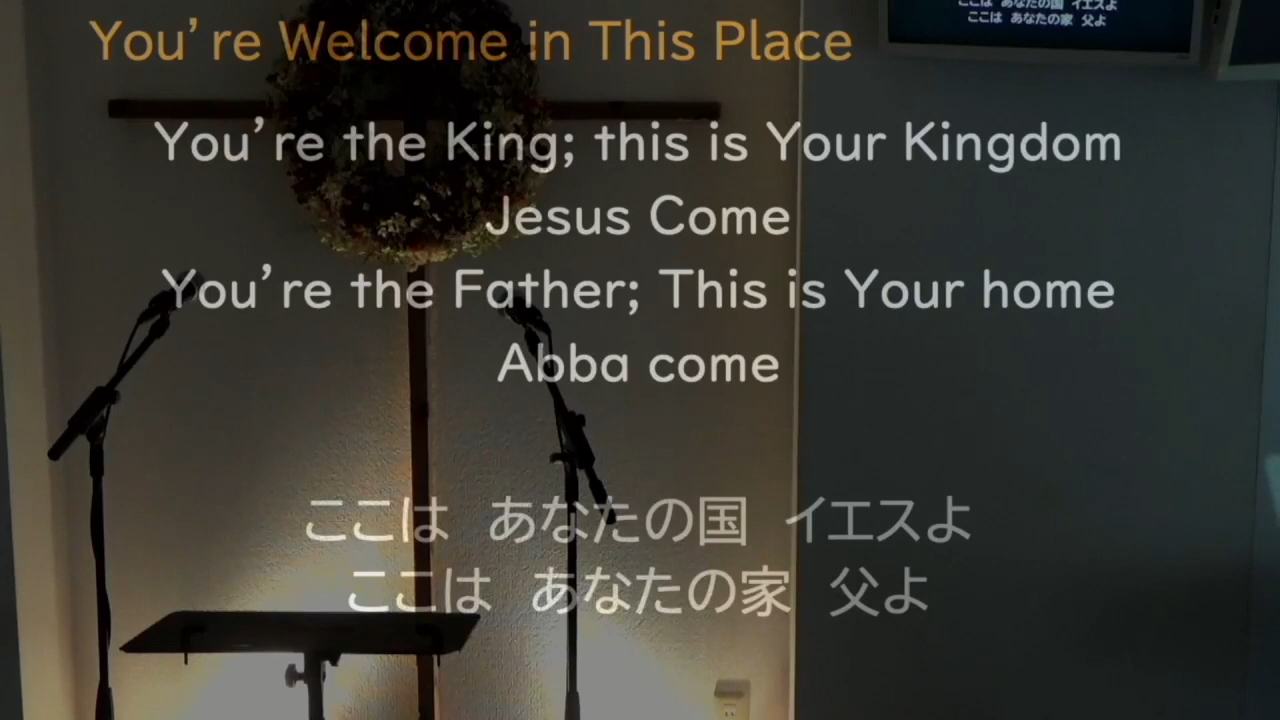 You're Welcome in This Place
ここは あなたの国 イエスよ
ここは あなたの家 父よ
You're the King; this is Your Kingdom
Jesus Come
You're the Father; This is Your home
Abba come
ここは あなたの国 イエスよ
ここは あなたの家 父よ